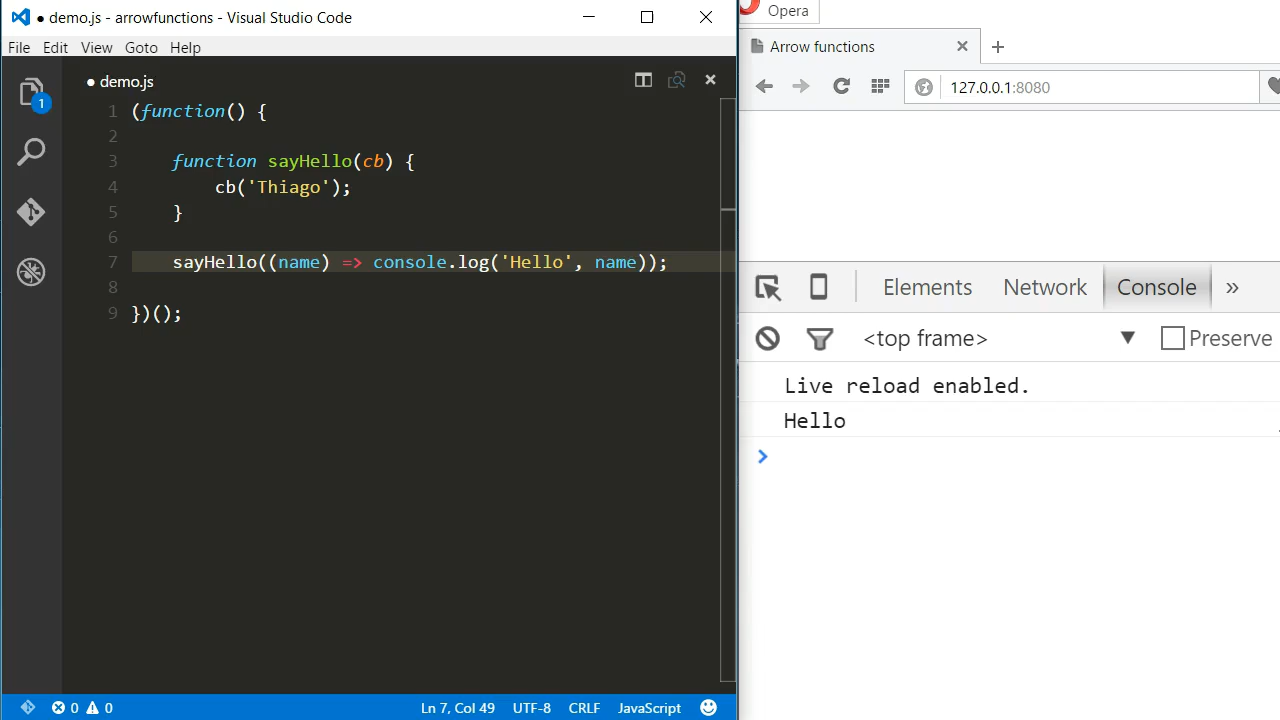 ● demo.js - arrowfunctions - Visual Studio Code
File Edit View Goto Help
1
● demo.js
1 (function() {
2
3 function sayHello(cb) {
4 cb('Thiago');
5 }
6
7 sayHello((name) => console.log('Hello', name));
8
9 })();
0 0 Ln 7, Col 49 UTF-8 CRLF JavaScript
Opera
Arrow functions
127.0.0.1:8080
Elements Network Console »
<top frame> ▼ Preserve
Live reload enabled.
Hello